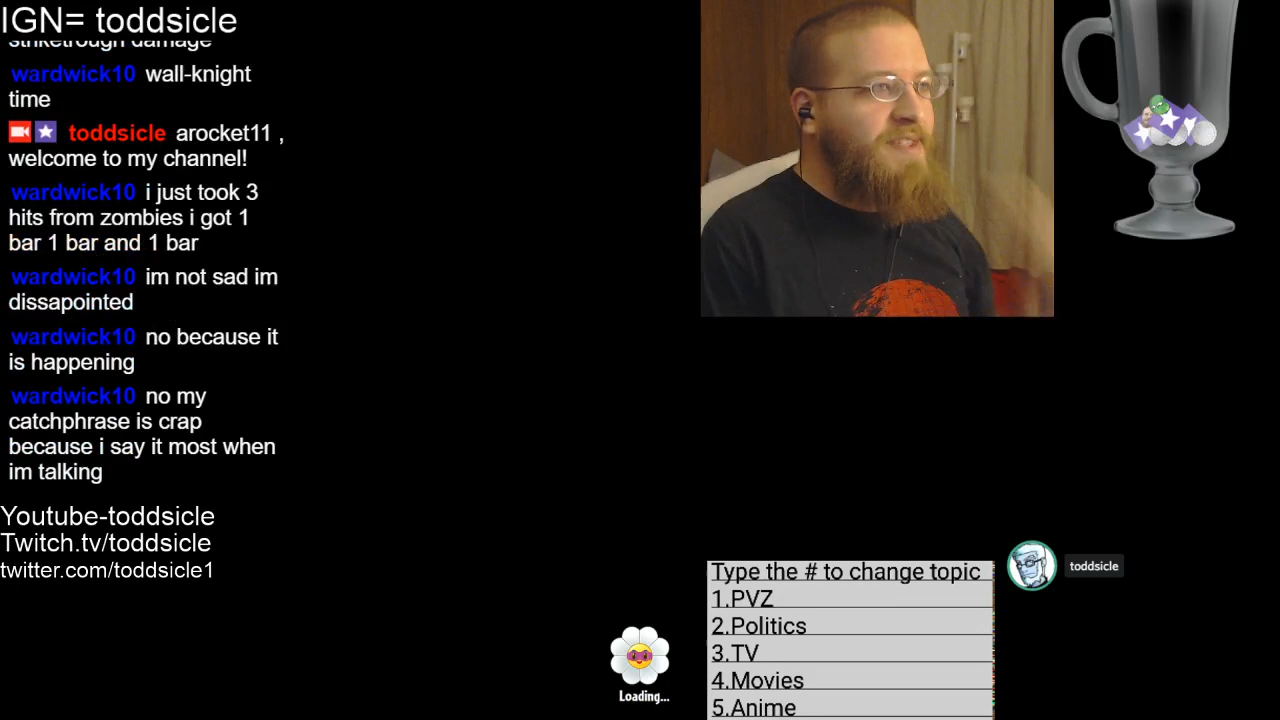 IGN= toddsicle
striketrough damage
wardwick10 wall-knight
time
toddsicle arocket11 ,
welcome to my channel!
wardwick10 i just took 3
hits from zombies i got 1
bar 1 bar and 1 bar
wardwick10 im not sad im
dissapointed
wardwick10 no because it
is happening
wardwick10 no my
catchphrase is crap
because i say it most when
im talking
Youtube-toddsicle
Twitch.tv/toddsicle
twitter.com/toddsicle1
Loading...
Type the # to change topic
1.PVZ
2.Politics
3.TV
4.Movies
5.Anime
toddsicle